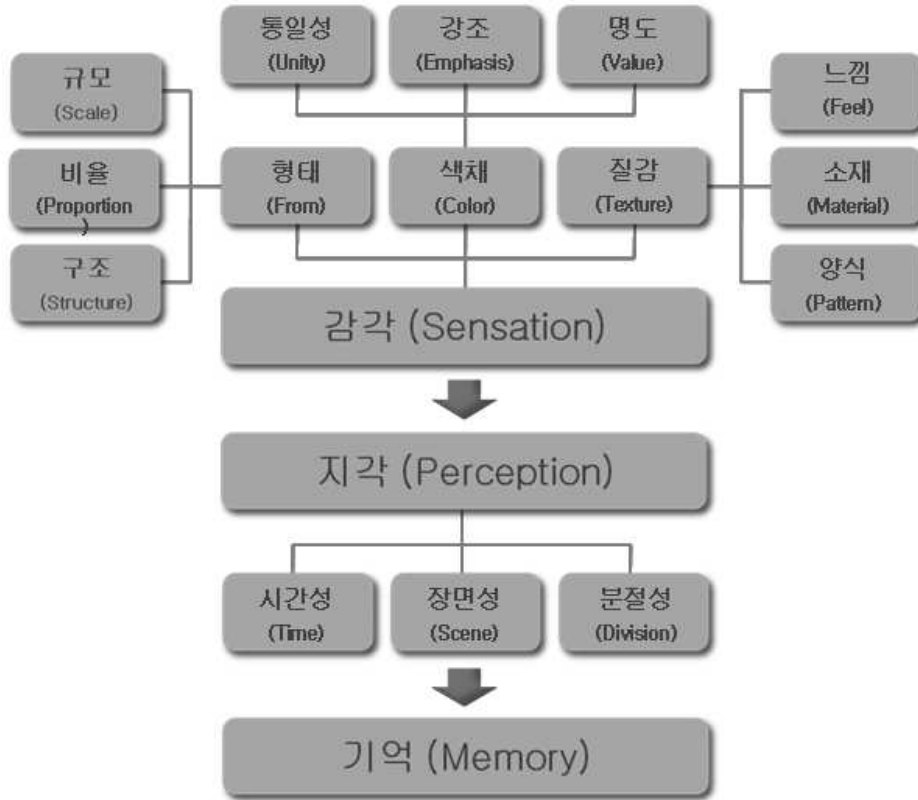 통일성
(Unity)
강조
(Emphasis)
명도
(Value)
규모
(Scale)
느낌
(Feel)
비율
(Proportion
)
형태
(From)
색채
(Color)
질감
(Texture)
소재
(Material)
구조
(Structure)
양식
(Pattern)
감각 (Sensation)
지각 (Perception)
시간성
(Time)
장면성
(Scene)
분절성
(Division)
기억 (Memory)